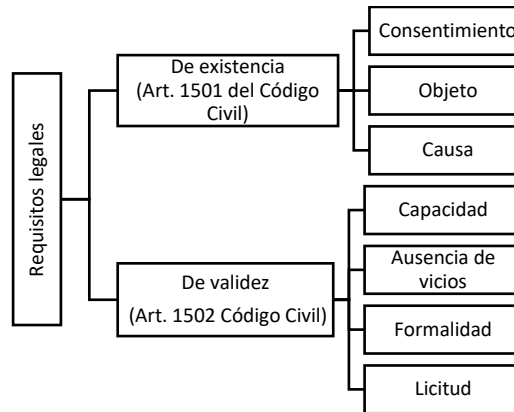 Requisitos legales
De existencia
(Art. 1501 del Código
Civil)
Consentimiento
Objeto
Causa
De validez
(Art. 1502 Código Civil)
Capacidad
Ausencia de
vicios
Formalidad
Licitud